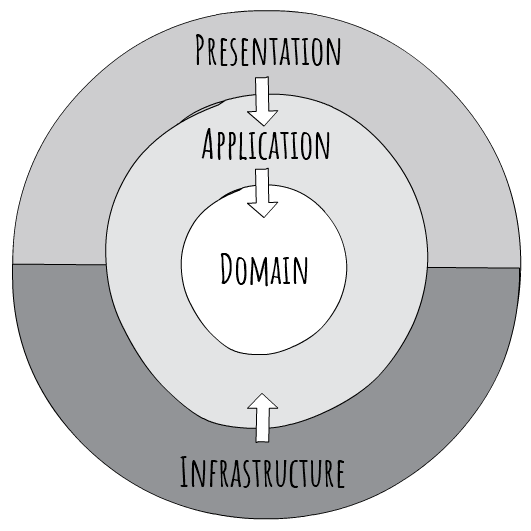 PRESENTATION
APPLICATION
DOMAIN
INFRASTRUCTURE